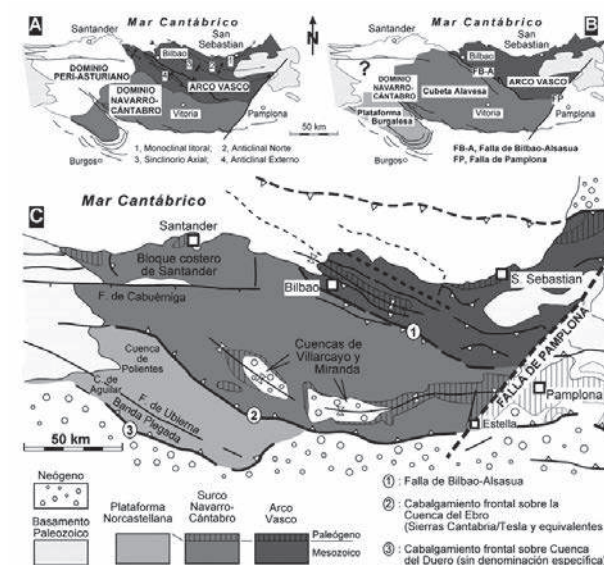 A
Mar Cantábrico
Santander
Bilbao
San
Sebastian
DOMINIO
PERI-ASTURIANO
DOMINIO
NAVARRO-
CÁNTABRO
ARCO VASCO
Vitoria
Pamplona
Burgos
1, Monoclinal litoral; 2, Anticlinal Norte
3, Sinclinorio Axial; 4, Anticlinal Externo
N
50 km
B
?
Bilbao
FB-A
DOMINIO
NAVARRO-
CÁNTABRO
Cubeta Alavesa
ARCO VASCO
FP
Plataforma
Burgalesa
Vitoria
Pamplona
Burgos
FB-A, Falla de Bilbao-Alsasua
FP, Falla de Pamplona
C
Mar Cantábrico
Santander
Bloque costero
de Santander
Bilbao
S. Sebastian
F. de Cabuérniga
1
Cuencas de
Villarcayo y
Miranda
Cuenca
de
Polientes
C. de
Aguilar
F. de Ubierna
Banda Plegada
2
3
FALLA DE PAMPLONA
Pamplona
Estella
50 km
Neógeno
Basamento
Paleozoico
Plataforma
Norcastellana
Surco
Navarro-
Cántabro
Arco
Vasco
Paleógeno
Mesozoico
1 : Falla de Bilbao-Alsasua
2 : Cabalgamiento frontal sobre la
Cuenca del Ebro
(Sierras Cantabria/Tesla y equivalentes
3 : Cabalgamiento frontal sobre Cuenca
del Duero (sin denominación específica